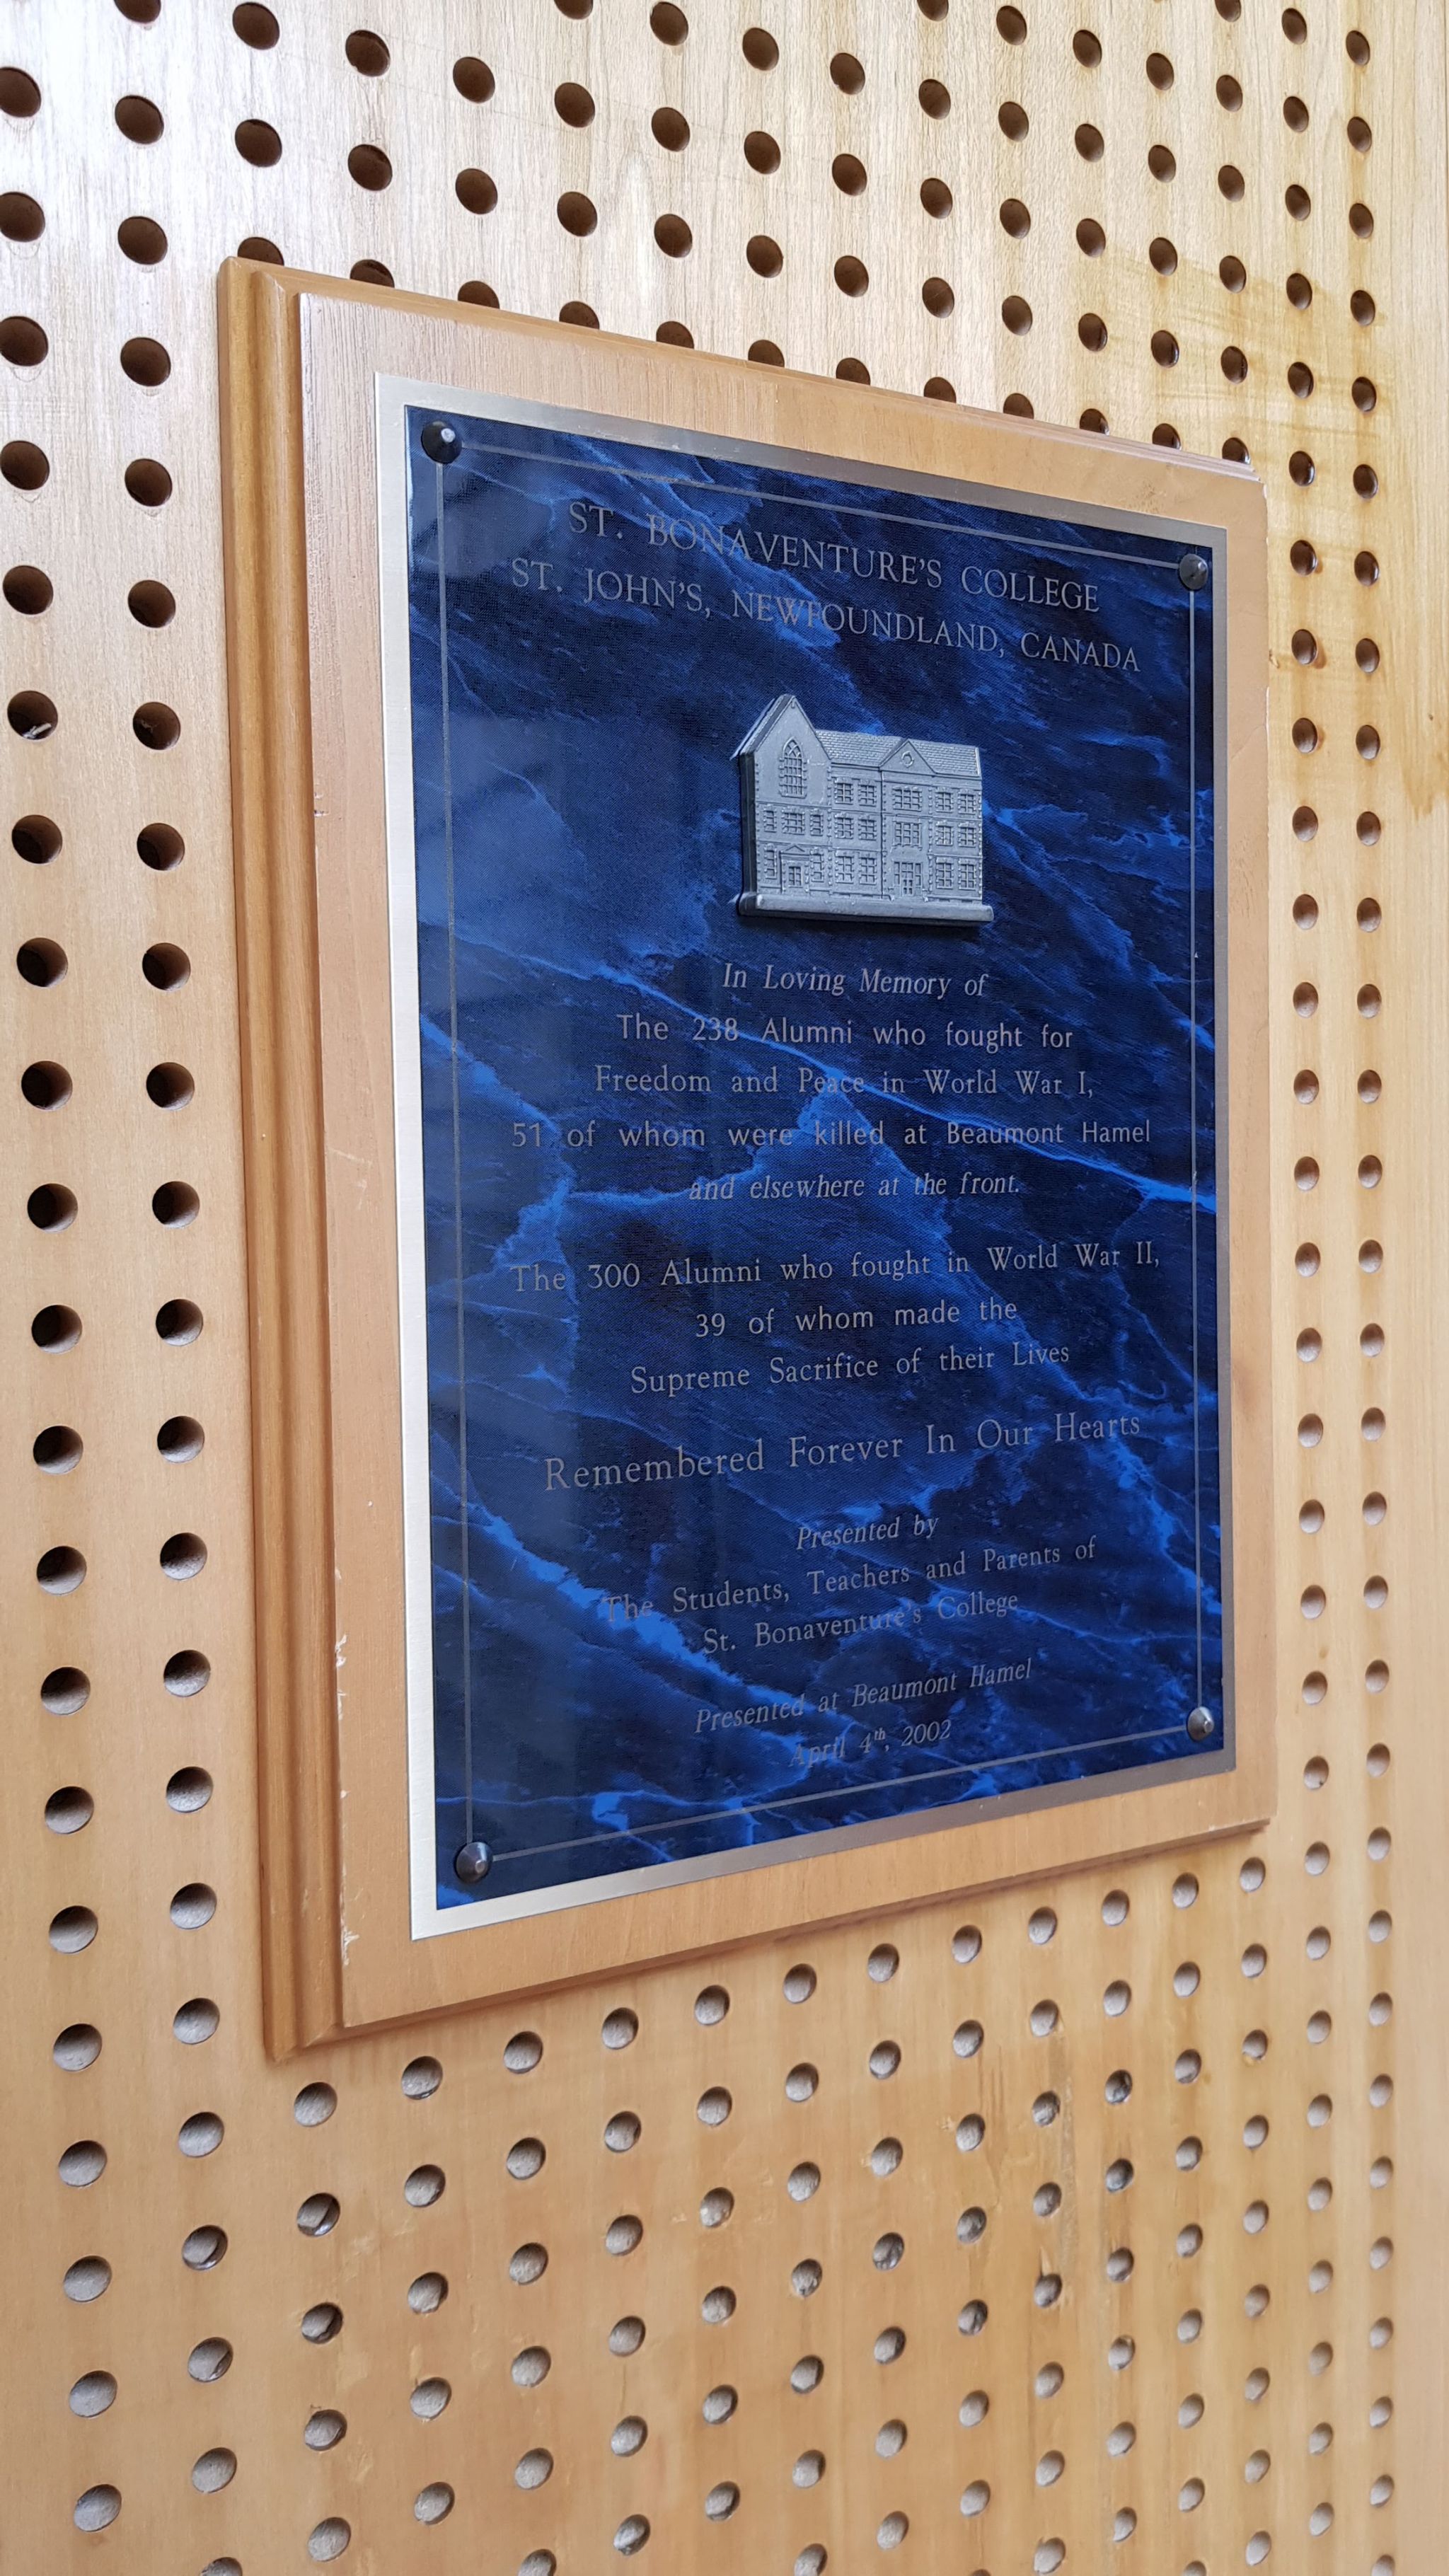 ST. BONAVENTURE'S COLLEGE
ST. JOHN'S, NEWFOUNDLAND, CANADA
In Loving Memory of
The 238 Alumni who fought for
Freedom and Peace in World War I,
51 of whom were killed at Beaumont Hamel
and elsewhere at the front.
The 300 Alumni who fought in World War II,
39 of whom made the
Supreme Sacrifice of their Lives
Remembered Forever In Our Hearts
Presented by
The Students, Teachers and Parents of
St. Bonaventure's College
Presented at Beaumont Hamel
April 4th, 2002